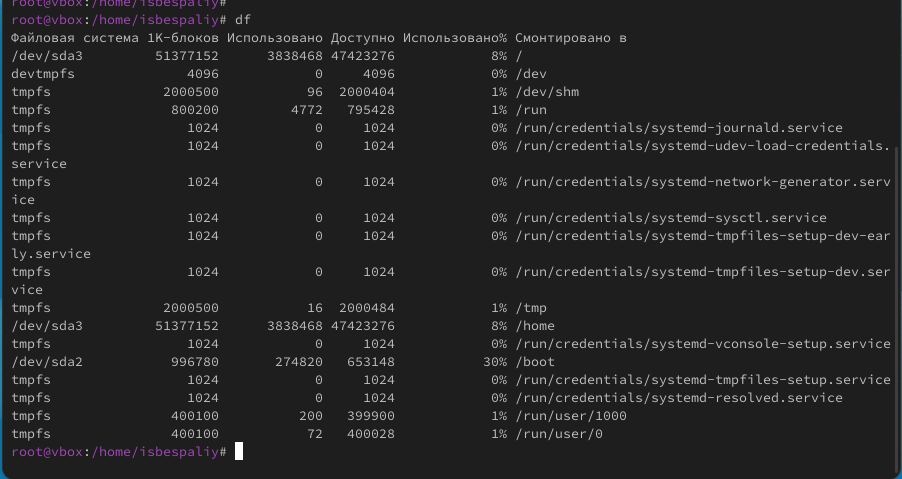 root@vbox:/home/isbespaliy#
root@vbox:/home/isbespaliy# df
Файловая система 1K-блоков Использовано Доступно Использовано% Смонтировано в
/dev/sda3         51377152      3838468 47423276            8% /
devtmpfs              4096            0     4096            0% /dev
tmpfs              2000500           96  2000404            1% /dev/shm
tmpfs               800200         4772   795428            1% /run
tmpfs                 1024            0     1024            0% /run/credentials/systemd-journald.service
tmpfs                 1024            0     1024            0% /run/credentials/systemd-udev-load-credentials.
service
tmpfs                 1024            0     1024            0% /run/credentials/systemd-network-generator.serv
ice
tmpfs                 1024            0     1024            0% /run/credentials/systemd-sysctl.service
tmpfs                 1024            0     1024            0% /run/credentials/systemd-tmpfiles-setup-dev-ear
ly.service
tmpfs                 1024            0     1024            0% /run/credentials/systemd-tmpfiles-setup-dev.ser
vice
tmpfs              2000500           16  2000484            1% /tmp
/dev/sda3         51377152      3838468 47423276            8% /home
tmpfs                 1024            0     1024            0% /run/credentials/systemd-vconsole-setup.service
/dev/sda2           996780       274820   653148           30% /boot
tmpfs                 1024            0     1024            0% /run/credentials/systemd-tmpfiles-setup.service
tmpfs                 1024            0     1024            0% /run/credentials/systemd-resolved.service
tmpfs               400100          200   399900            1% /run/user/1000
tmpfs               400100           72   400028            1% /run/user/0
root@vbox:/home/isbespaliy#